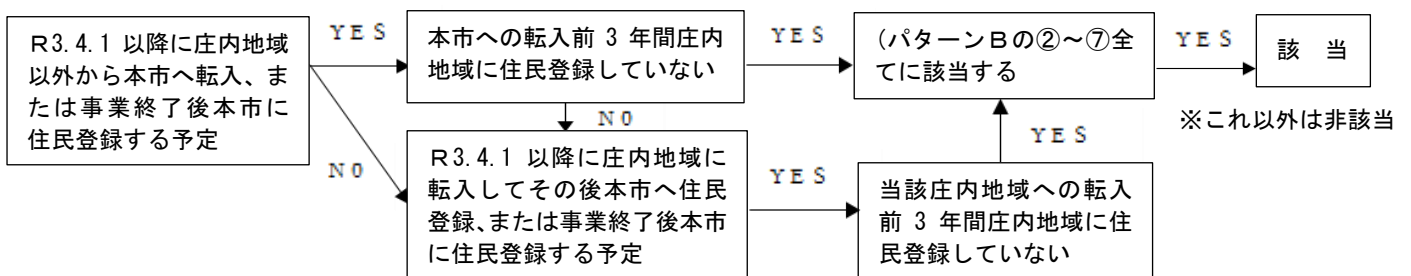 R3.4.1 以降に庄内地域
以外から本市へ転入、ま
たは事業終了後本市に
住民登録する予定
YES
本市への転入前 3 年間庄内
地域に住民登録していない
YES
(パターンBの②～⑦全
てに該当する
YES
該 当
※これ以外は非該当
NO
NO
R3.4.1 以降に庄内地域に
転入してその後本市へ住民
登録、または事業終了後本市
に住民登録する予定
YES
当該庄内地域への転入
前 3 年間庄内地域に住
民登録していない
YES